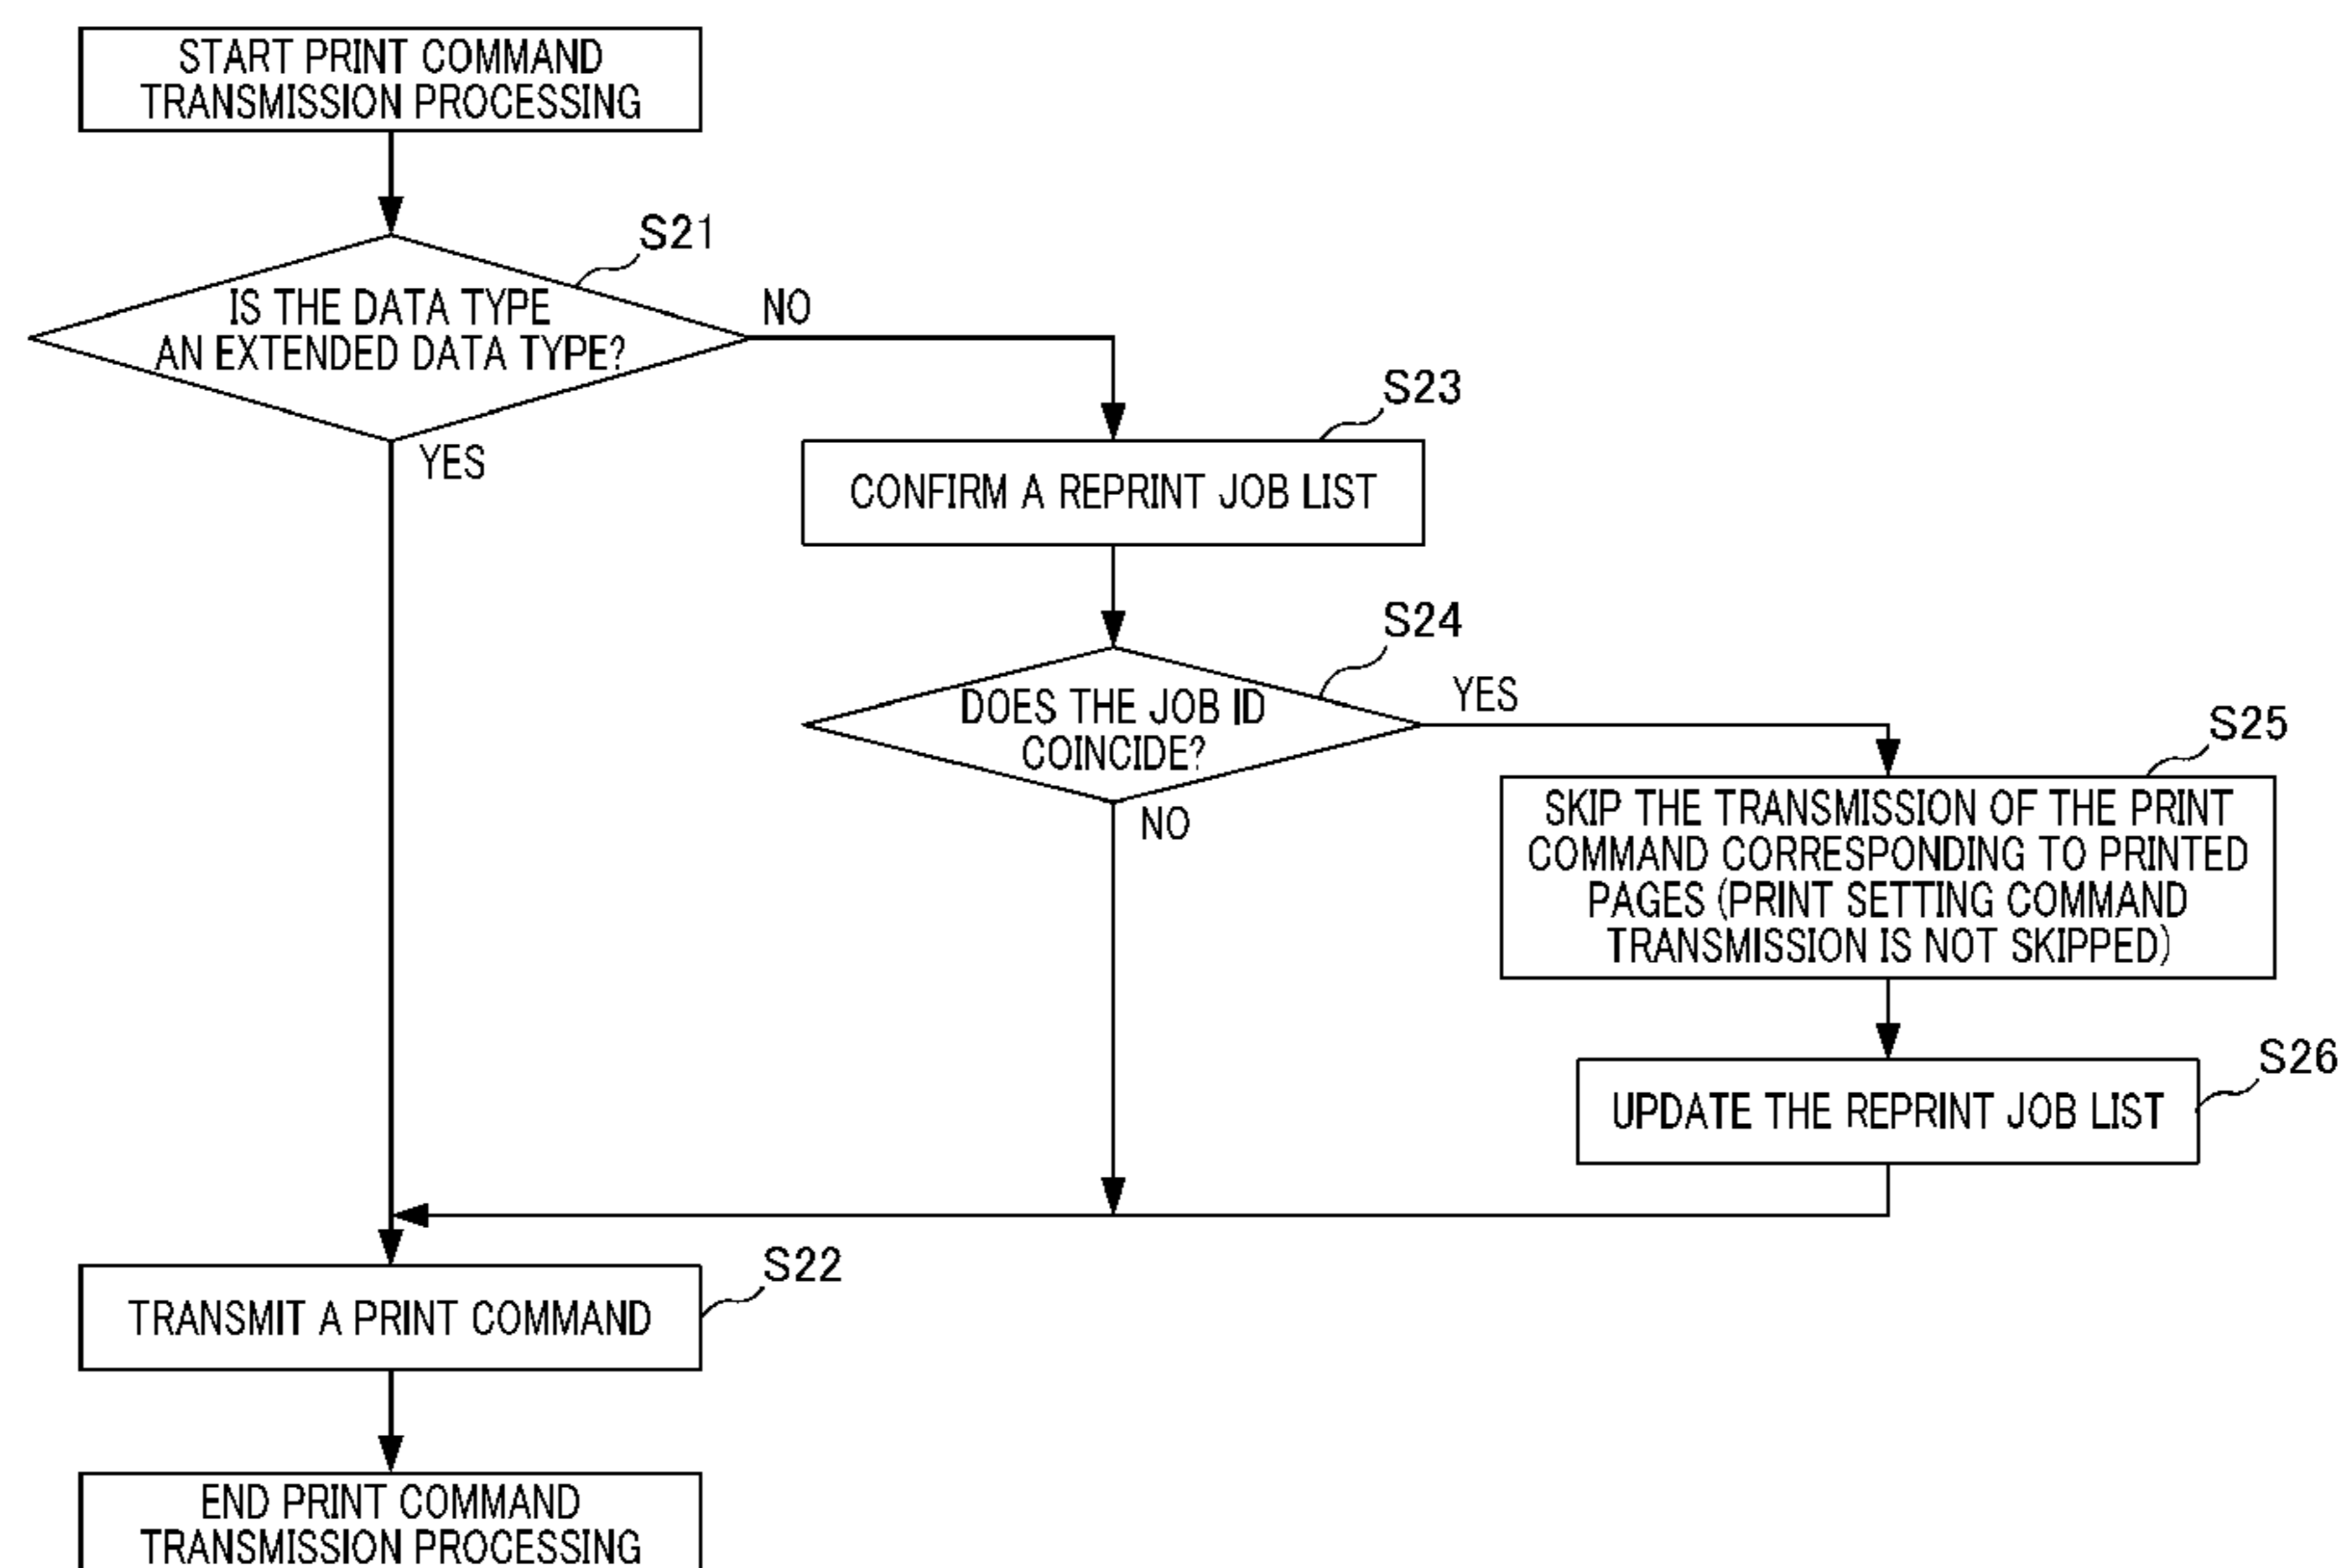 START PRINT COMMAND
TRANSMISSION PROCESSING
S21
IS THE DATA TYPE
AN EXTENDED DATA TYPE?
NO
YES
S23
CONFIRM A REPRINT JOB LIST
S24
DOES THE JOB ID
COINCIDE?
YES
NO
S25
SKIP THE TRANSMISSION OF THE PRINT
COMMAND CORRESPONDING TO PRINTED
PAGES (PRINT SETTING COMMAND
TRANSMISSION IS NOT SKIPPED)
S26
UPDATE THE REPRINT JOB LIST
S22
TRANSMIT A PRINT COMMAND
END PRINT COMMAND
TRANSMISSION PROCESSING